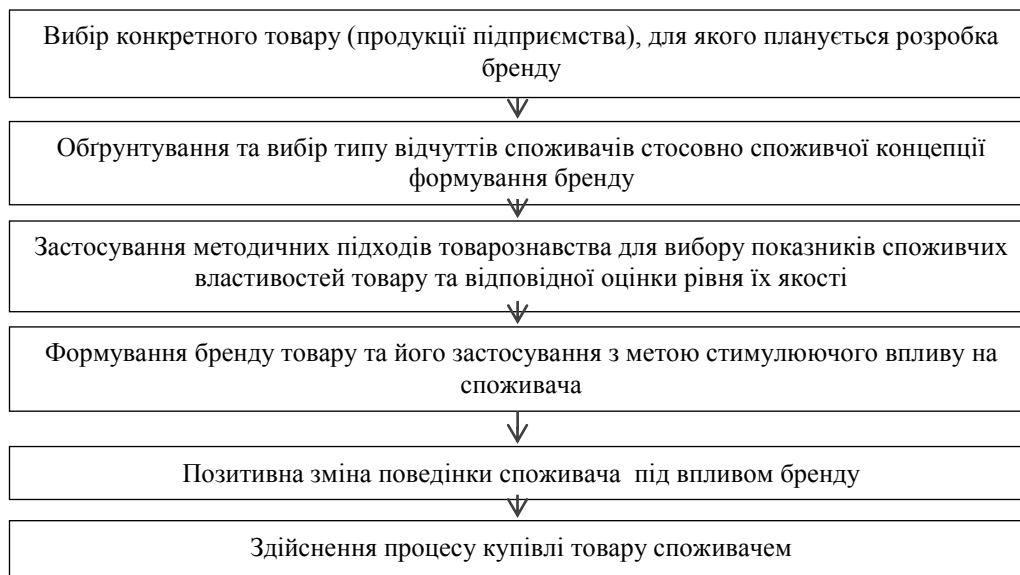 Вибір конкретного товару (продукції підприємства), для якого планується розробка
бренду
Обґрунтування та вибір типу відчуттів споживачів стосовно споживчої концепції
формування бренду
Застосування методичних підходів товарознавства для вибору показників споживчих
властивостей товару та відповідної оцінки рівня їх якості
Формування бренду товару та його застосування з метою стимулюючого впливу на
споживача
Позитивна зміна поведінки споживача під впливом бренду
Здійснення процесу купівлі товару споживачем